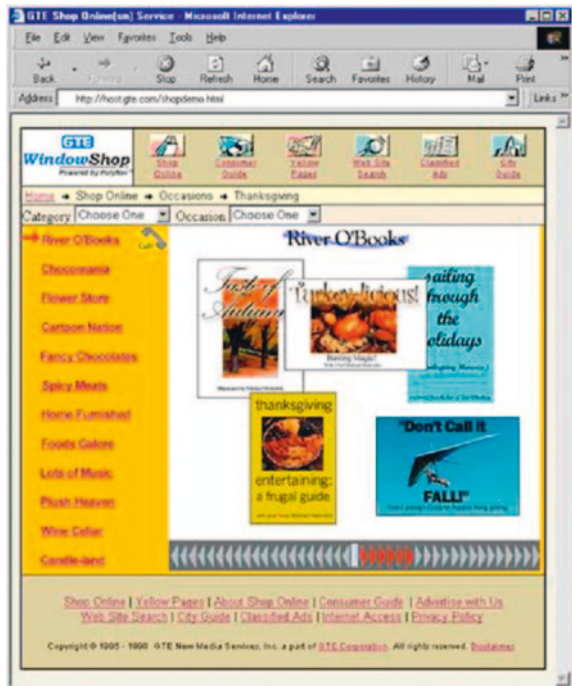 GTE Shop Online(sm) Service - Microsoft Internet Explorer
File Edit View Favorites Tools Help
Back Forward Stop Refresh Home Search Favorites History Mail Print
Address http://host.gte.com/shopdemo.html Links
GTE
WindowShop
Powered by PolyNav
Shop Online
Consumer Guide
Yellow Pages
Web Site Search
Classified Ads
City Guide
Home → Shop Online → Occasions → Thanksgiving
Category Choose One Occasion Choose One
River O'Books Call
Chocomania
Flower Store
Cartoon Nation
Fancy Chocolates
Spicy Meats
Home Furnished
Foods Galore
Lots of Music
Plush Heaven
Wine Cellar
Candle-land
River O'Books
Taste of
Autumn
Turkey-licious!
Basting Magic!
sailing
through
the
holidays
thanksgiving
entertaining:
a frugal guide
"Don't Call it
FALL!"
Shop Online | Yellow Pages | About Shop Online | Consumer Guide | Advertise with Us
Web Site Search | City Guide | Classified Ads | Internet Access | Privacy Policy
Copyright © 1995 - 1998 GTE New Media Services, Inc. a part of GTE Corporation. All rights reserved. Disclaimer